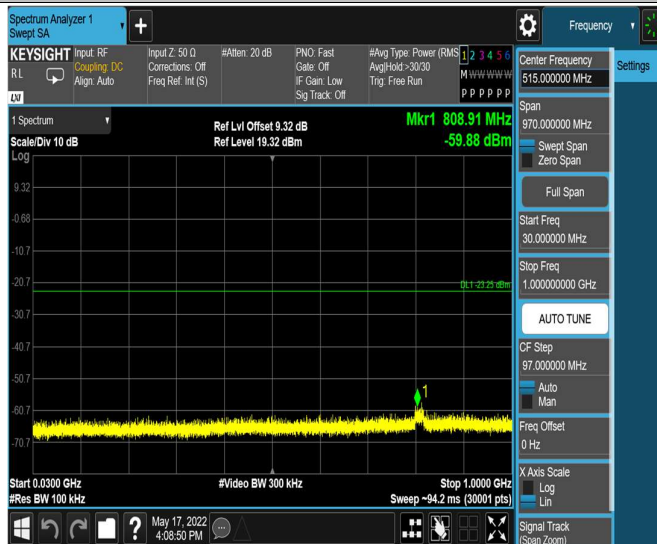 Spectrum Analyzer 1
Swept SA
Frequency
KEYSIGHT
RL
LXI
Input: RF
Coupling: DC
Align: Auto
Input Z: 50 Ω
Corrections: Off
Freq Ref: Int (S)
#Atten: 20 dB
PNO: Fast
Gate: Off
IF Gain: Low
Sig Track: Off
#Avg Type: Power (RMS
Avg|Hold:>30/30
Trig: Free Run
1 2 3 4 5 6
M W W W W W
P P P P P P
1 Spectrum
Scale/Div 10 dB
Log
Ref Lvl Offset 9.32 dB
Ref Level 19.32 dBm
Mkr1 808.91 MHz
-59.88 dBm
9.32
-0.68
-10.7
-20.7
DL1 -23.25 dBm
-30.7
-40.7
-50.7
1
-60.7
-70.7
Start 0.0300 GHz
#Res BW 100 kHz
#Video BW 300 kHz
Stop 1.0000 GHz
Sweep ~94.2 ms (30001 pts)
May 17, 2022
4:08:50 PM
Center Frequency
515.000000 MHz
Settings
Span
970.000000 MHz
Swept Span
Zero Span
Full Span
Start Freq
30.000000 MHz
Stop Freq
1.000000000 GHz
AUTO TUNE
CF Step
97.000000 MHz
Auto
Man
Freq Offset
0 Hz
X Axis Scale
Log
Lin
Signal Track
(Span Zoom)